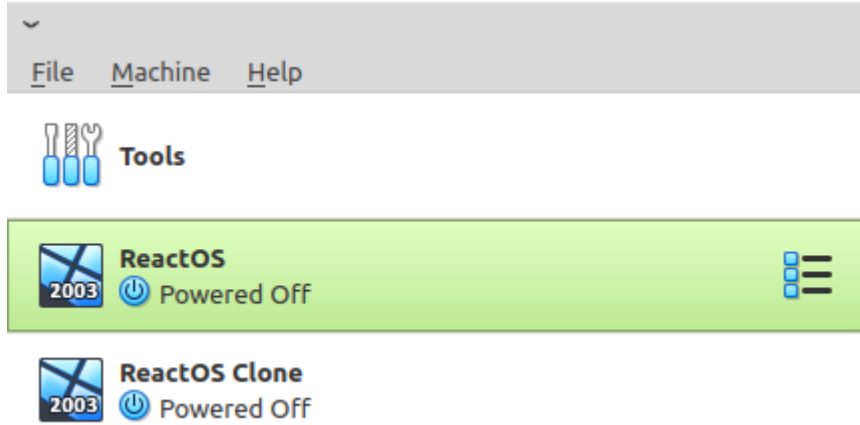 File Machine Help
Tools
ReactOS
2003 Powered Off
ReactOS Clone
2003 Powered Off